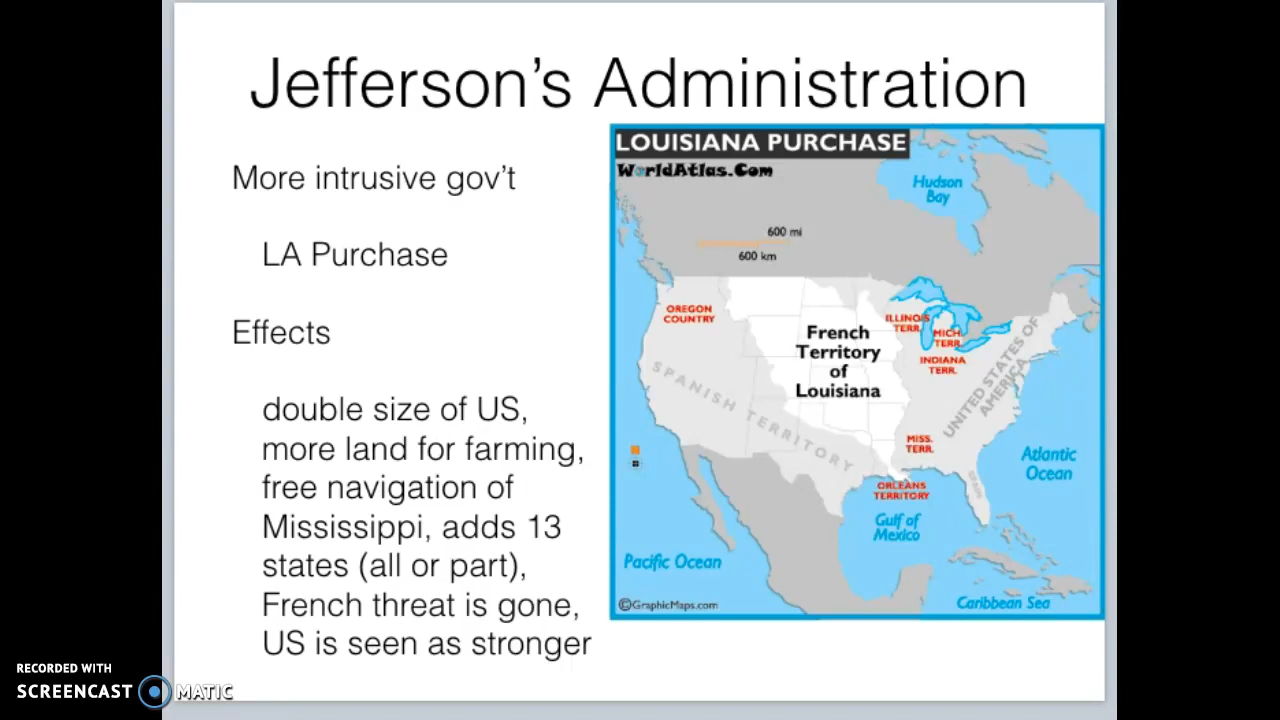 Jefferson's Administration
More intrusive gov't
LA Purchase
Effects
double size of US,
more land for farming,
free navigation of
Mississippi, adds 13
states (all or part),
French threat is gone,
US is seen as stronger
LOUISIANA PURCHASE
WorldAtlas.Com
Hudson
Bay
600 mi
600 km
OREGON
COUNTRY
ILLINOIS
TERR.
MICH
TERR.
INDIANA
TERR.
French
Territory
of
Louisiana
UNITED STATES OF
AMERICA
SPANISH TERRITORY
MISS.
TERR.
Atlantic
Ocean
ORLEANS
TERRITORY
SPAIN
Gulf of
Mexico
Pacific Ocean
©GraphicMaps.com
Caribbean Sea
RECORDED WITH
SCREENCAST MATIC